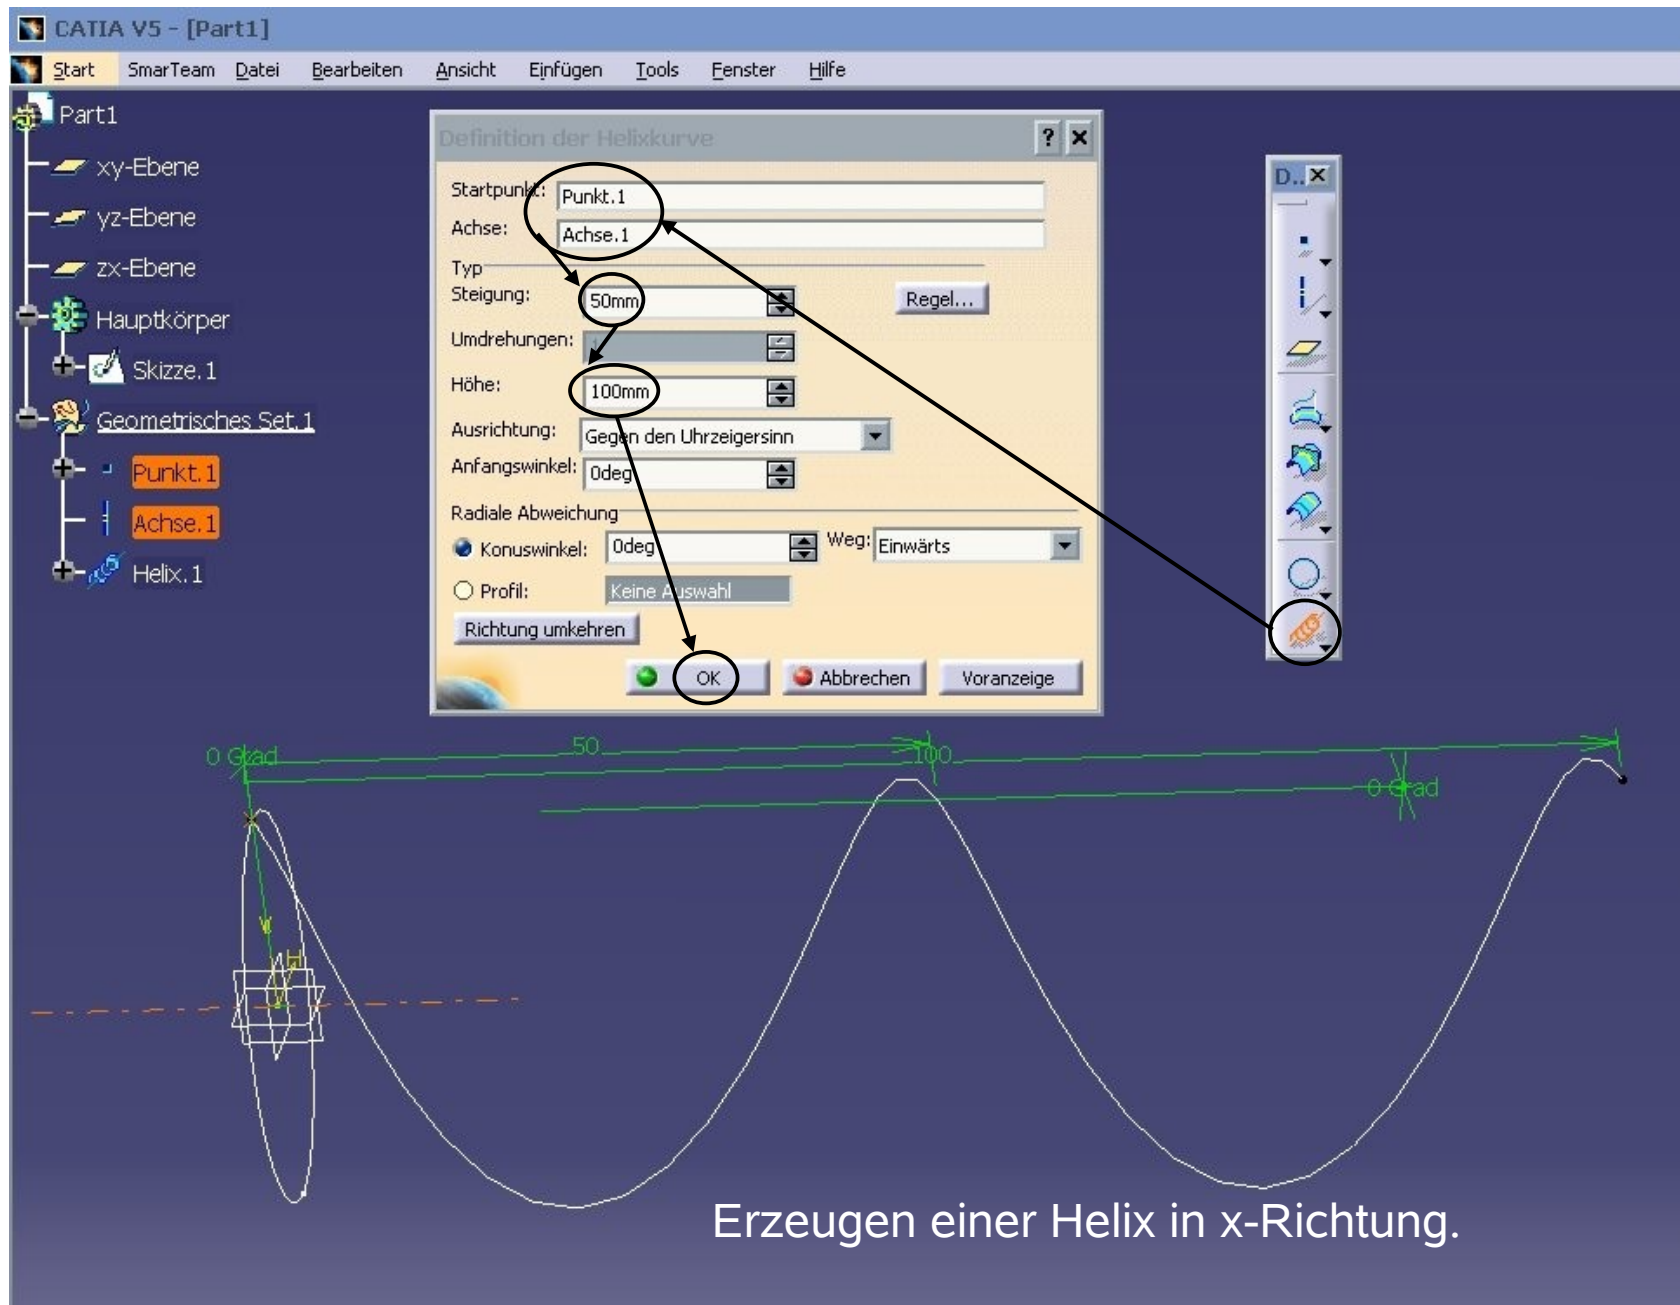 CATIA V5 - [Part1]
Start SmarTeam Datei Bearbeiten Ansicht Einfügen Tools Fenster Hilfe
Part1
xy-Ebene
yz-Ebene
zx-Ebene
Hauptkörper
Skizze.1
Geometrisches Set.1
Punkt.1
Achse.1
Helix.1
Definition der Helixkurve
Startpunkt: Punkt.1
Achse: Achse.1
Typ
Steigung: 50mm Regel...
Umdrehungen: 1
Höhe: 100mm
Ausrichtung: Gegen den Uhrzeigersinn
Anfangswinkel: 0deg
Radiale Abweichung
Konuswinkel: 0deg Weg: Einwärts
Profil: Keine Auswahl
Richtung umkehren
OK Abbrechen Voranzeige
D...
0 Grad 50 100
0 Grad
V
H
Erzeugen einer Helix in x-Richtung.